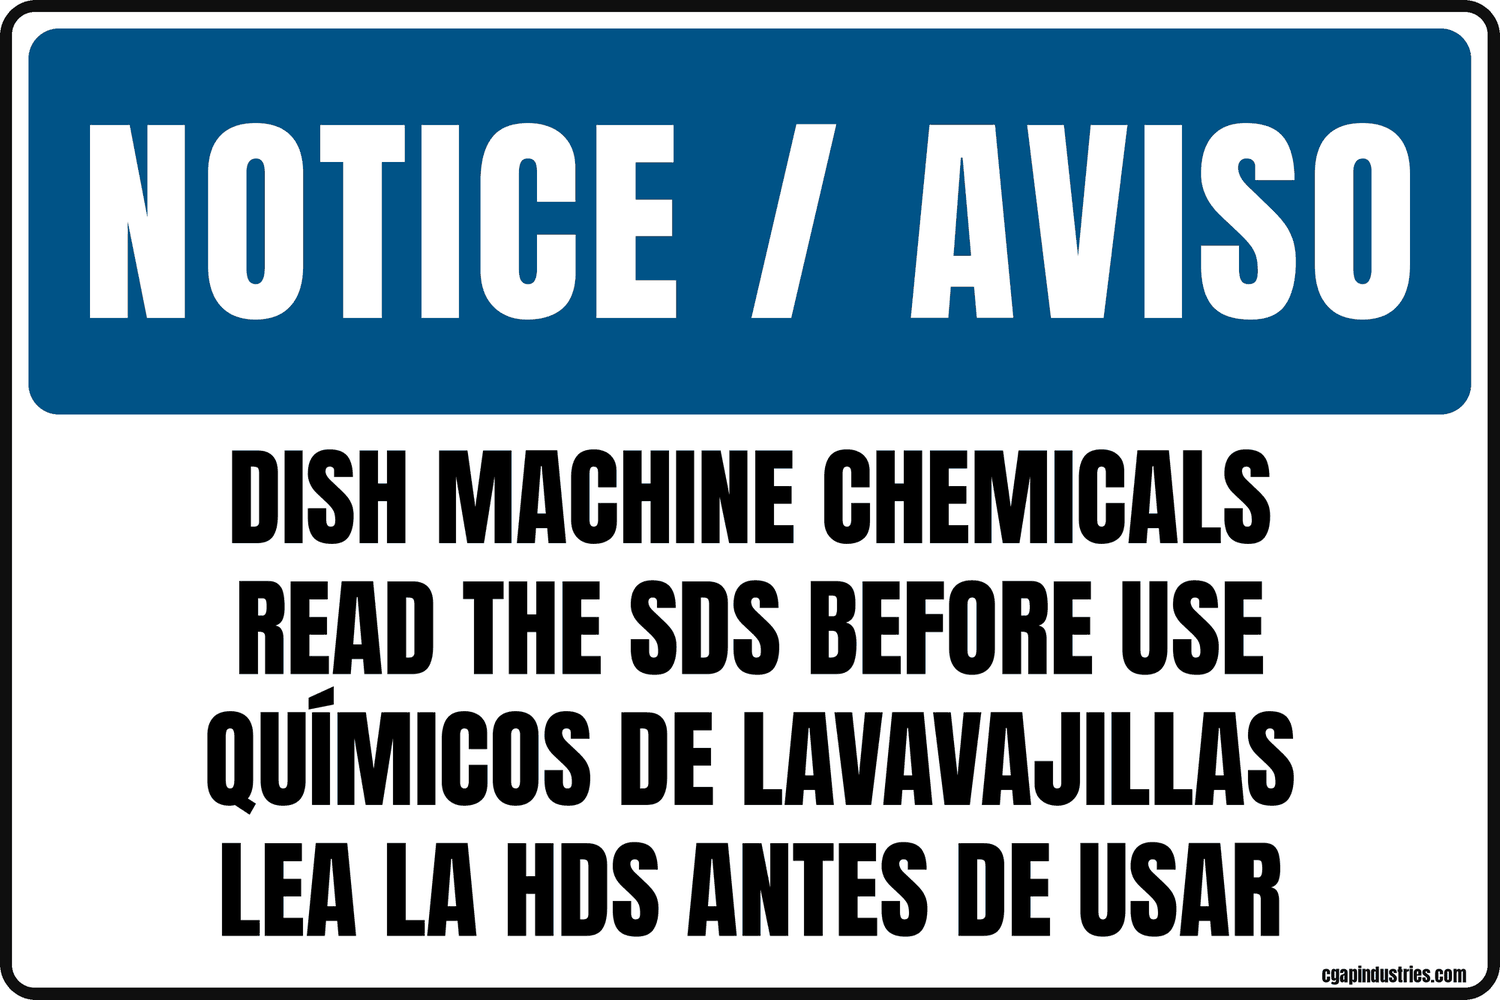 NOTICE / AVISO
DISH MACHINE CHEMICALS
READ THE SDS BEFORE USE
QUÍMICOS DE LAVAVAJILLAS
LEA LA HDS ANTES DE USAR
cgapindustries.com